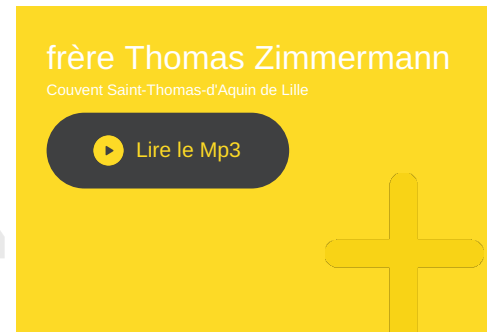 frère Thomas Zimmermann
Couvent Saint-Thomas-d'Aquin de Lille
Lire le Mp3